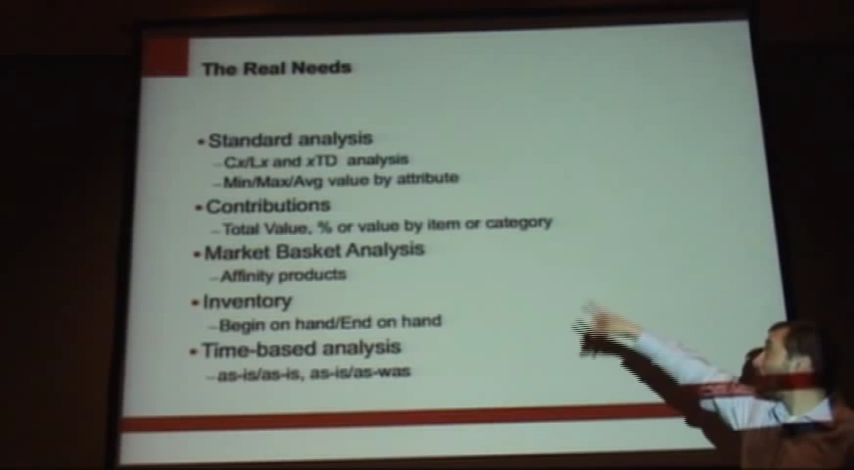 The Real Needs
•Standard analysis
–Cx/Lx and xTD analysis
–Min/Max/Avg value by attribute
•Contributions
–Total Value, % or value by item or category
•Market Basket Analysis
–Affinity products
•Inventory
–Begin on hand/End on hand
•Time-based analysis
–as-is/as-is, as-is/as-was